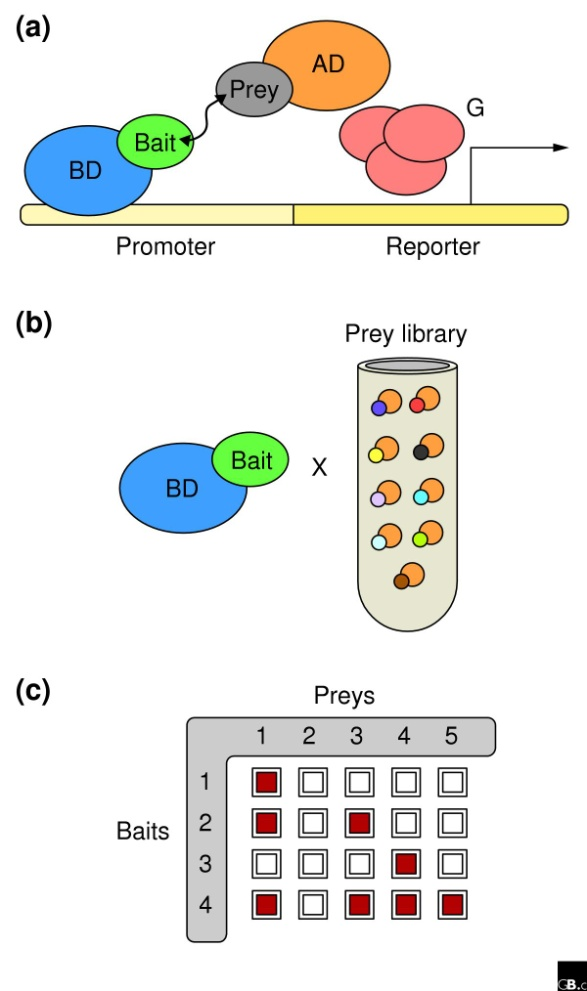 (a)
AD
Prey
G
Bait
BD
Promoter Reporter
(b)
Prey library
Bait
BD
X
(c)
Preys
1 2 3 4 5
1
Baits 2
3
4